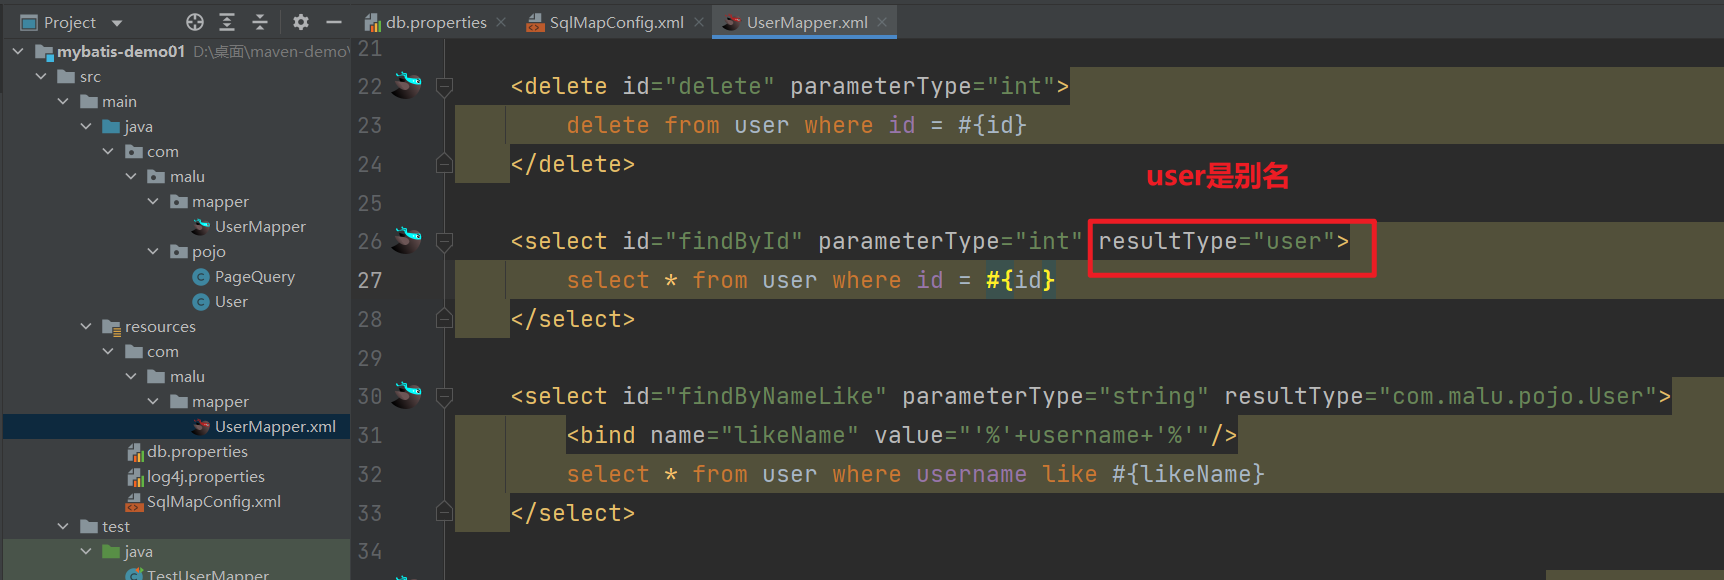 Project
db.properties
SqlMapConfig.xml
UserMapper.xml
mybatis-demo01 D:\桌面\maven-demo\
src
main
java
com
malu
mapper
UserMapper
pojo
PageQuery
User
resources
com
malu
mapper
UserMapper.xml
db.properties
log4j.properties
SqlMapConfig.xml
test
java
TestUserMapper
21
22 <delete id="delete" parameterType="int">
23 delete from user where id = #{id}
24 </delete>
user是别名
25
26 <select id="findById" parameterType="int" resultType="user">
27 select * from user where id = #{id}
28 </select>
29
30 <select id="findByNameLike" parameterType="string" resultType="com.malu.pojo.User">
31 <bind name="likeName" value="'%'+username+'%'"/>
32 select * from user where username like #{likeName}
33 </select>
34